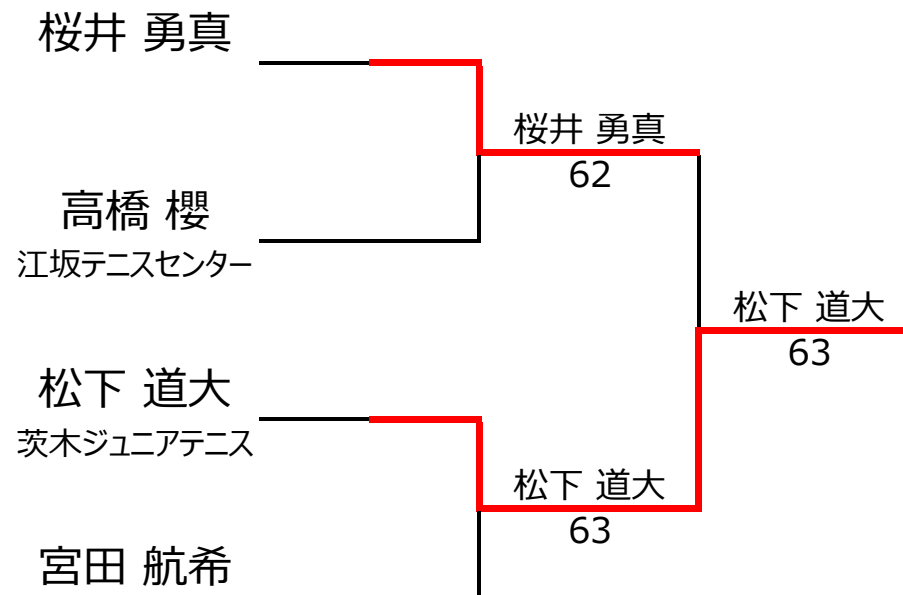 桜井 勇真
桜井 勇真
62
高橋 櫻
江坂テニスセンター
松下 道大
63
松下 道大
茨木ジュニアテニス
松下 道大
63
宮田 航希